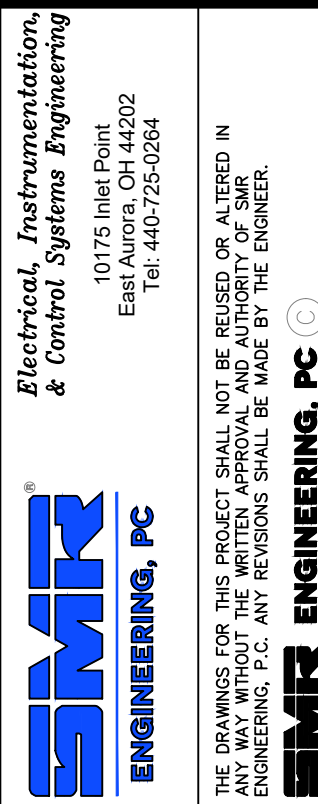 SMR®
ENGINEERING, PC
Electrical, Instrumentation,
& Control Systems Engineering
10175 Inlet Point
East Aurora, OH 44202
Tel: 440-725-0264
THE DRAWINGS FOR THIS PROJECT SHALL NOT BE REUSED OR ALTERED IN
ANY WAY WITHOUT THE WRITTEN APPROVAL AND AUTHORITY OF SMR
ENGINEERING, P.C. ANY REVISIONS SHALL BE MADE BY THE ENGINEER.
SMR ENGINEERING, PC ©